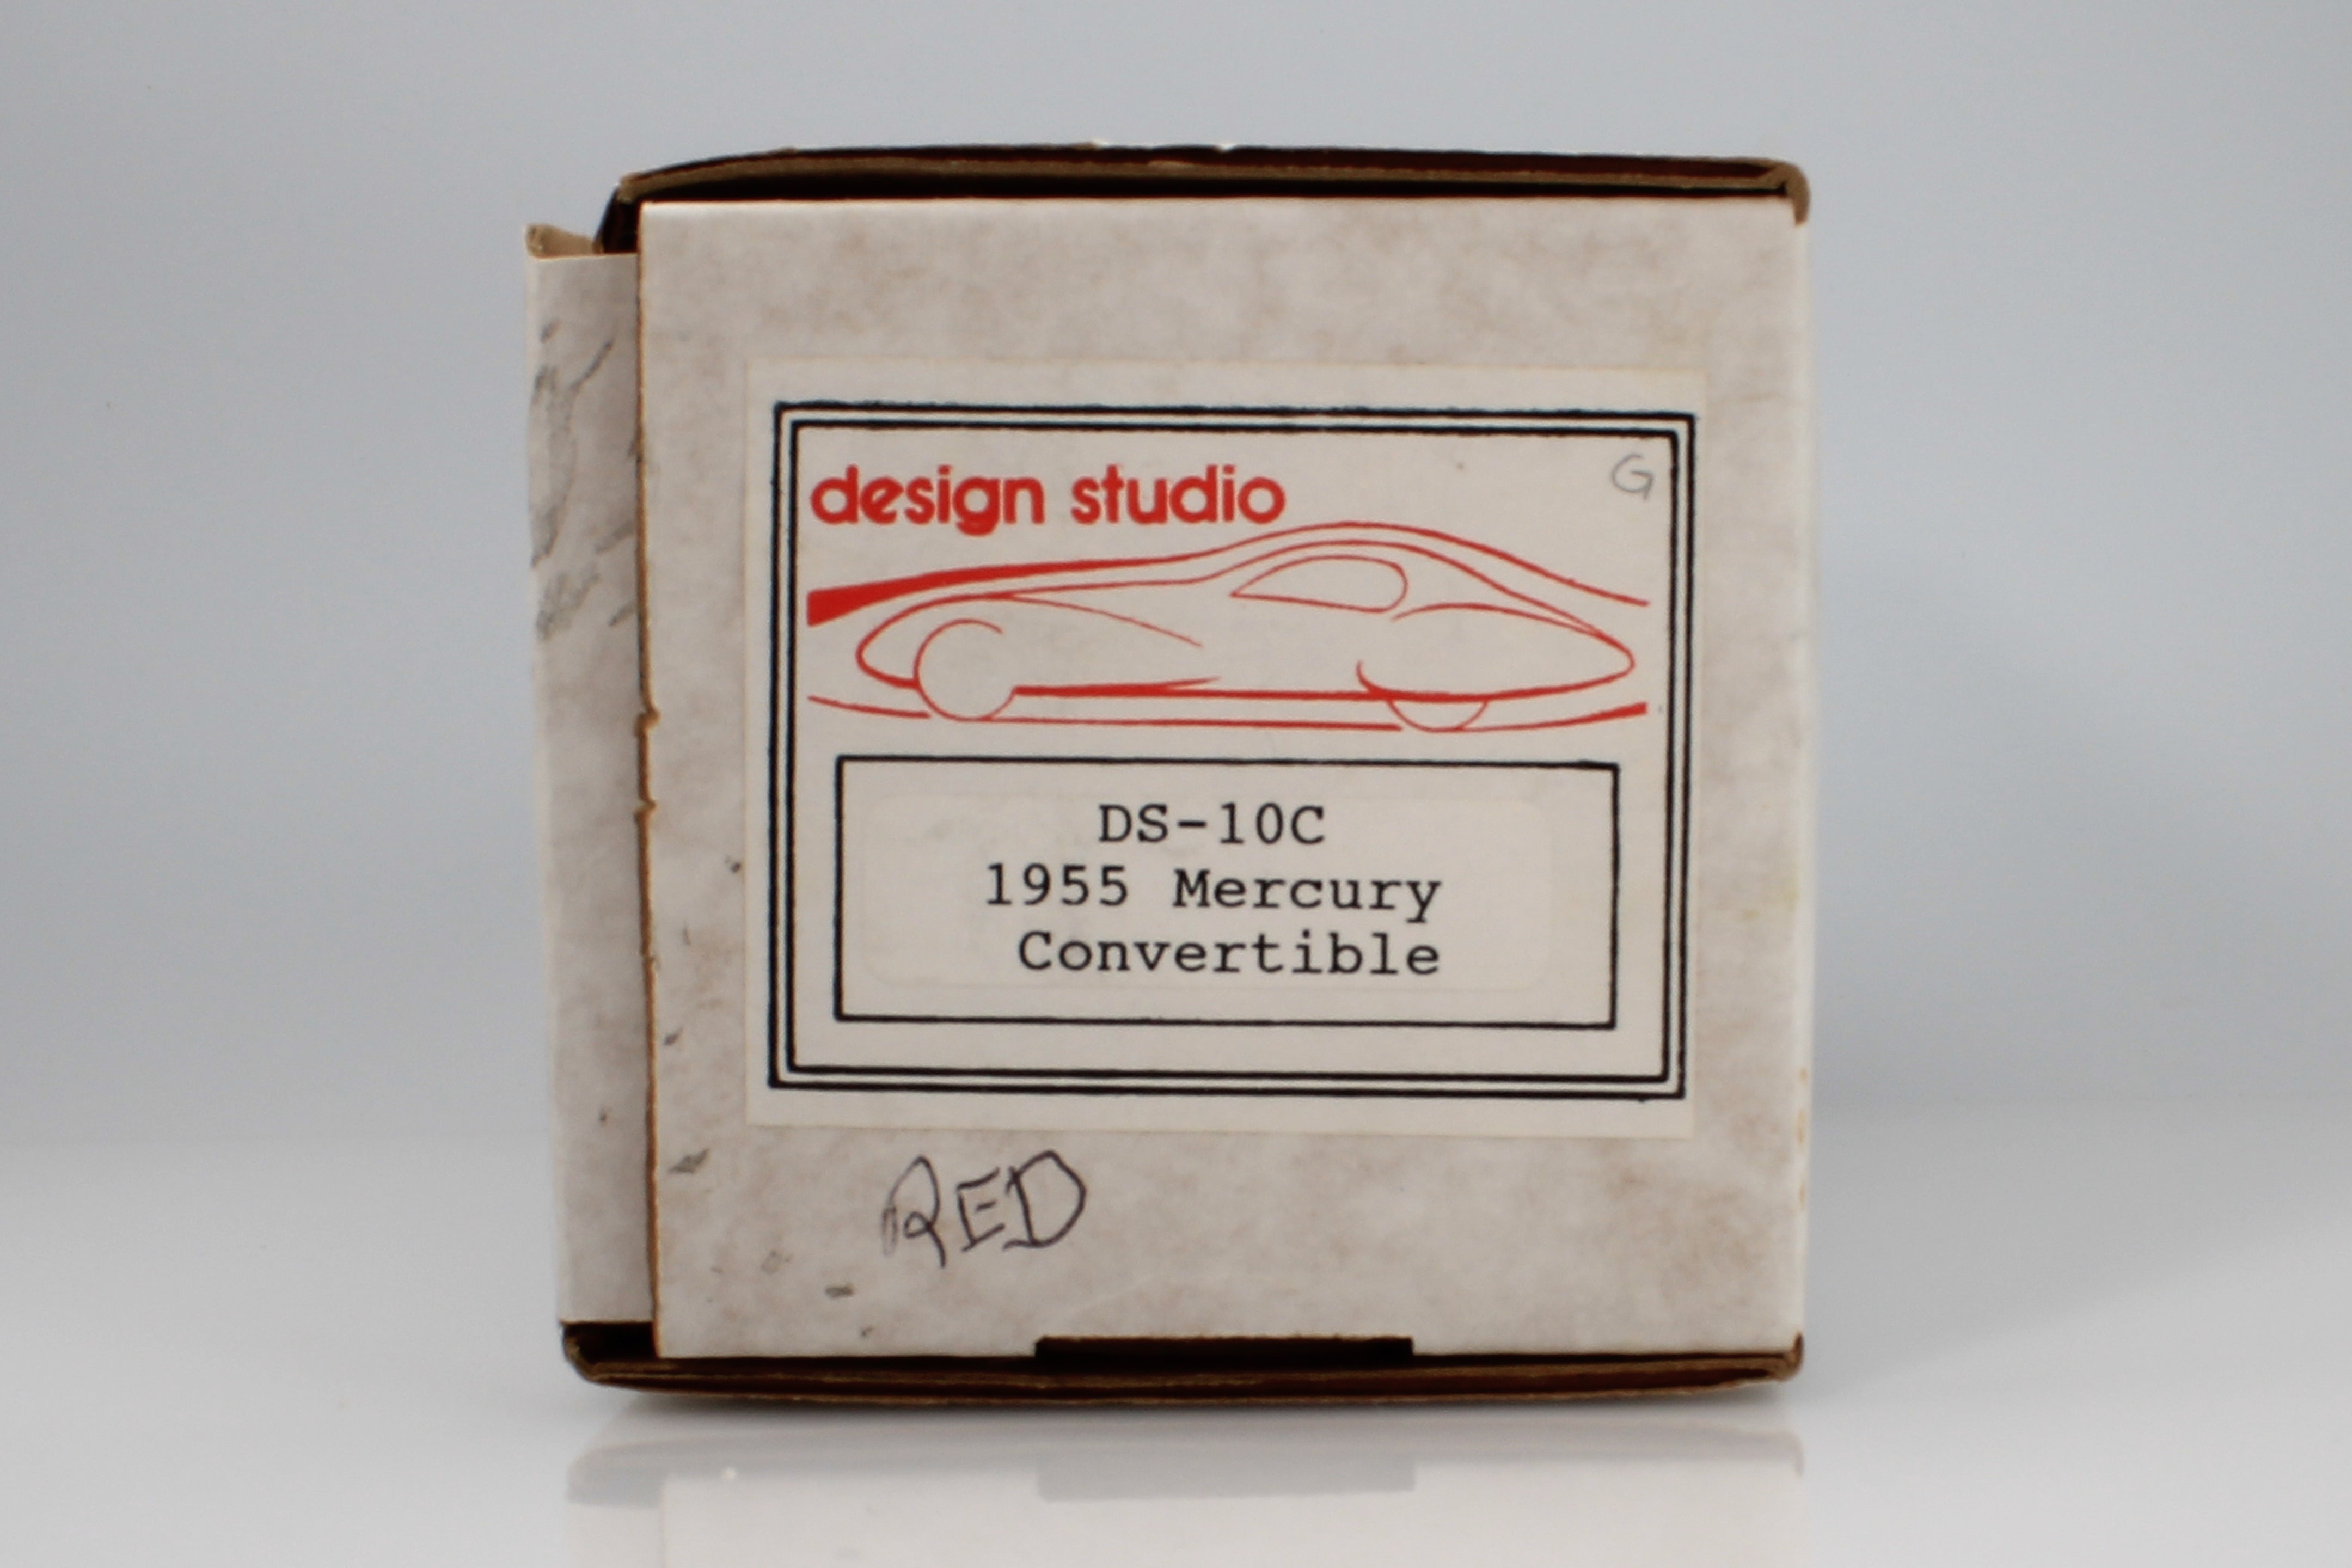 design studio
G
DS-10C
1955 Mercury
Convertible
RED